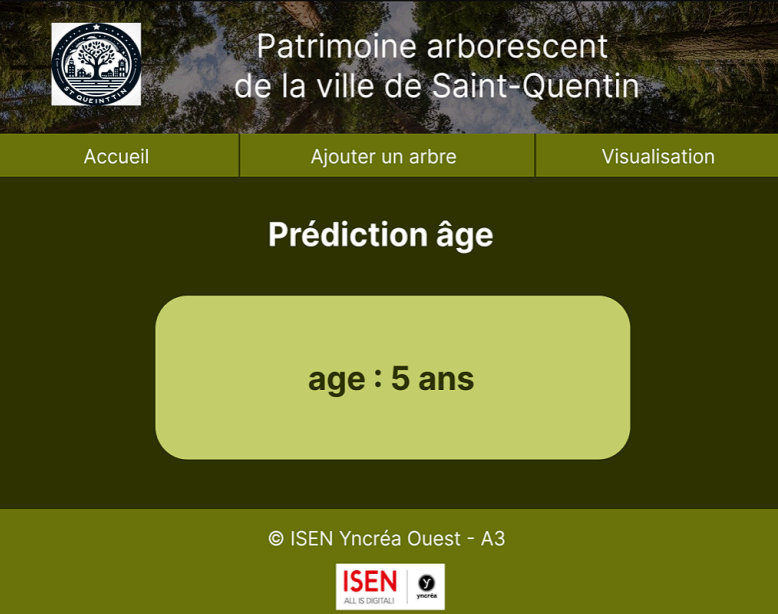 Patrimoine arborescent
de la ville de Saint-Quentin
ST QUEINTTIN
Accueil
Ajouter un arbre
Visualisation
Prédiction âge
age : 5 ans
© ISEN Yncréa Ouest - A3
ISEN
ALL IS DIGITAL!
yncréa